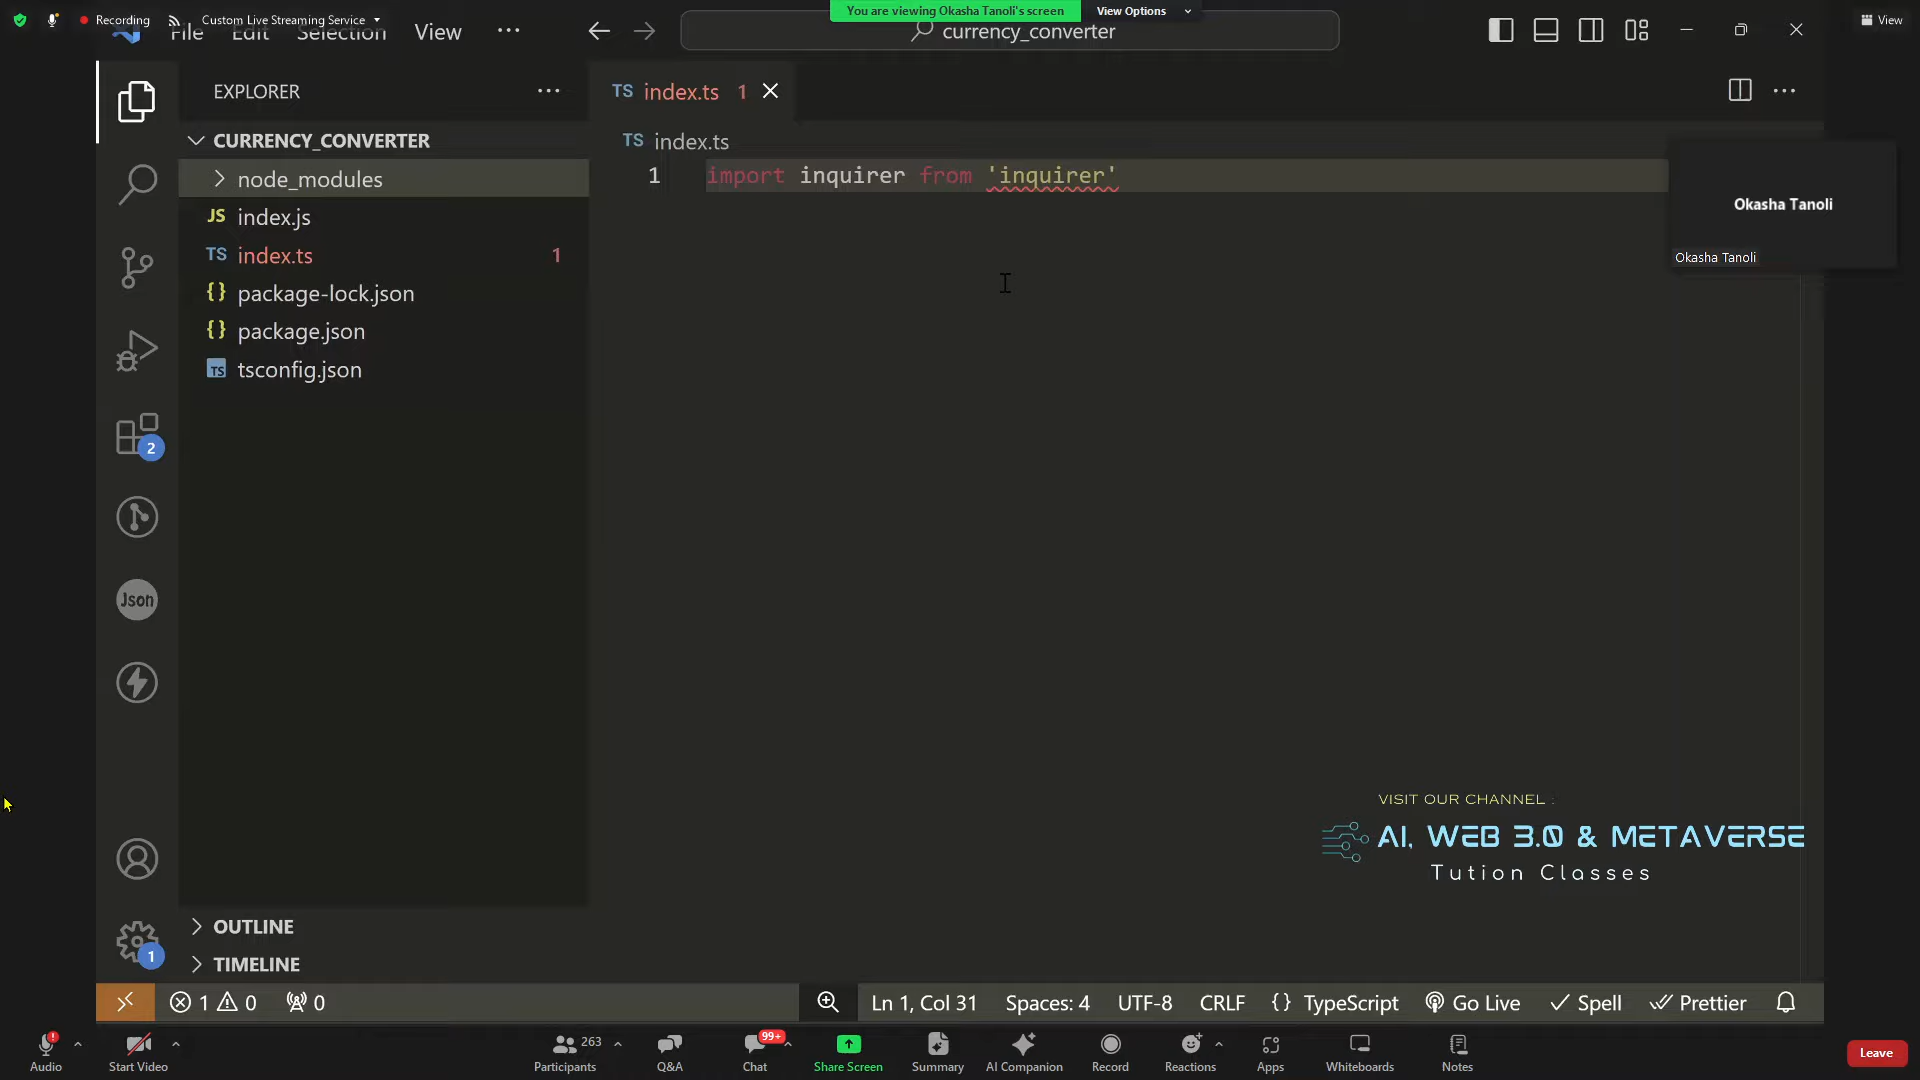 Recording
Custom Live Streaming Service
You are viewing Okasha Tanoli's screen
View Options
View
File Edit Selection View ...
currency_converter
EXPLORER
TS index.ts 1
CURRENCY_CONVERTER
TS index.ts
node_modules
1 import inquirer from 'inquirer'
JS index.js
Okasha Tanoli
TS index.ts 1
Okasha Tanoli
{} package-lock.json
{} package.json
TS tsconfig.json
2
Json
VISIT OUR CHANNEL :
AI, WEB 3.0 & METAVERSE
Tution Classes
OUTLINE
1
TIMELINE
1 0 0
Ln 1, Col 31 Spaces: 4 UTF-8 CRLF {} TypeScript Go Live Spell Prettier
263
99+
Audio Start Video Participants Q&A Chat Share Screen Summary AI Companion Record Reactions Apps Whiteboards Notes
Leave